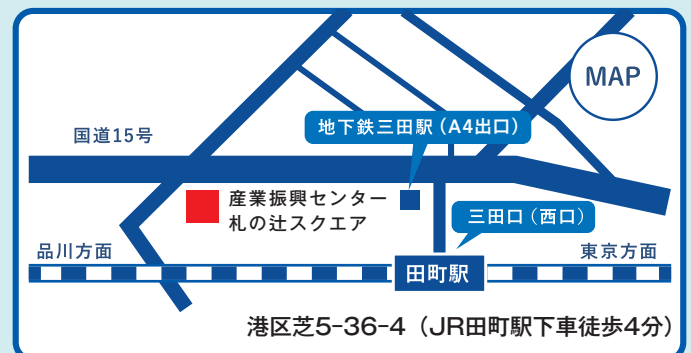 MAP
地下鉄三田駅（A4出口）
国道15号
産業振興センター
札の辻スクエア
三田口（西口）
品川方面
東京方面
田町駅
港区芝5-36-4（JR田町駅下車徒歩4分）